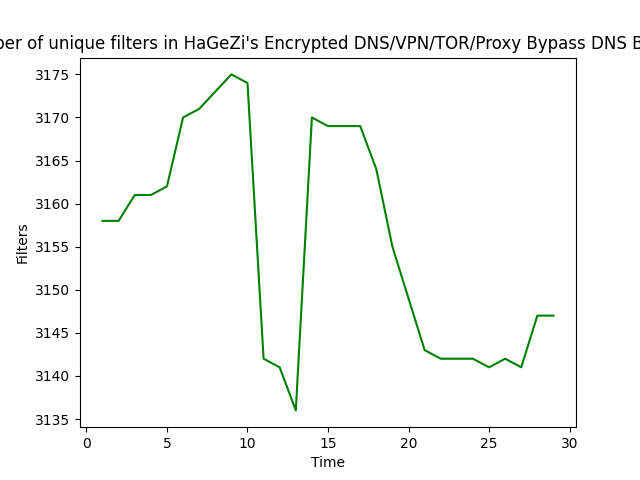 ber of unique filters in HaGeZi's Encrypted DNS/VPN/TOR/Proxy Bypass DNS B
3175
3170
3165
3160
3155
3150
3145
3140
3135
Filters
0 5 10 15 20 25 30
Time